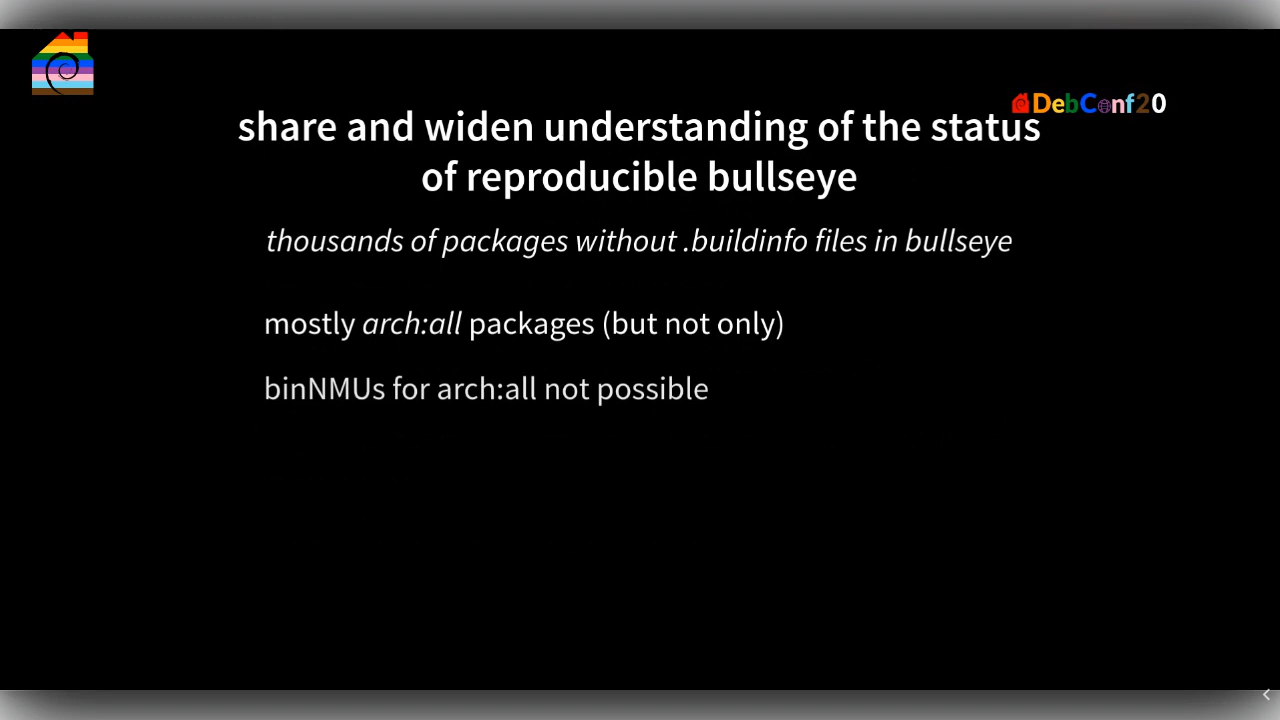 DebConf20
share and widen understanding of the status
of reproducible bullseye
thousands of packages without .buildinfo files in bullseye
mostly arch:all packages (but not only)
binNMUs for arch:all not possible